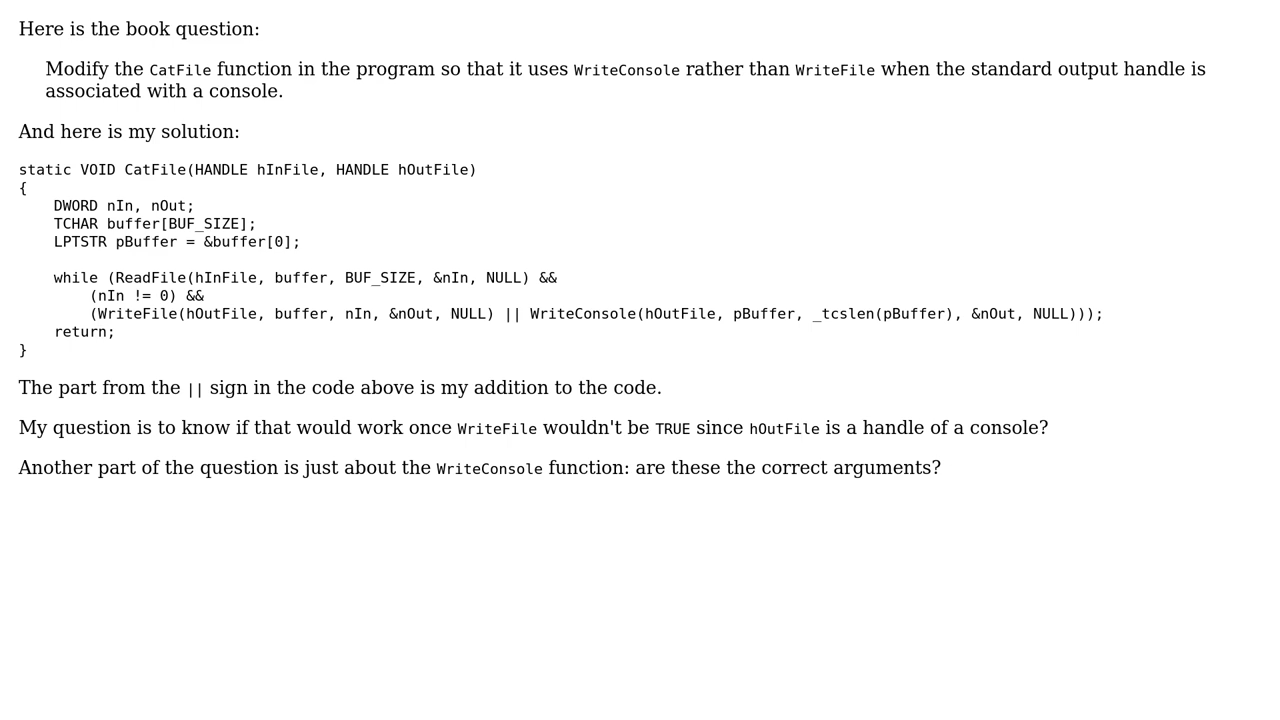 Here is the book question:
Modify the CatFile function in the program so that it uses WriteConsole rather than WriteFile when the standard output handle is
associated with a console.
And here is my solution:
static VOID CatFile(HANDLE hInFile, HANDLE hOutFile)
{
    DWORD nIn, nOut;
    TCHAR buffer[BUF_SIZE];
    LPTSTR pBuffer = &buffer[0];

    while (ReadFile(hInFile, buffer, BUF_SIZE, &nIn, NULL) &&
        (nIn != 0) &&
        (WriteFile(hOutFile, buffer, nIn, &nOut, NULL) || WriteConsole(hOutFile, pBuffer, _tcslen(pBuffer), &nOut, NULL)));
    return;
}
The part from the || sign in the code above is my addition to the code.
My question is to know if that would work once WriteFile wouldn't be TRUE since hOutFile is a handle of a console?
Another part of the question is just about the WriteConsole function: are these the correct arguments?